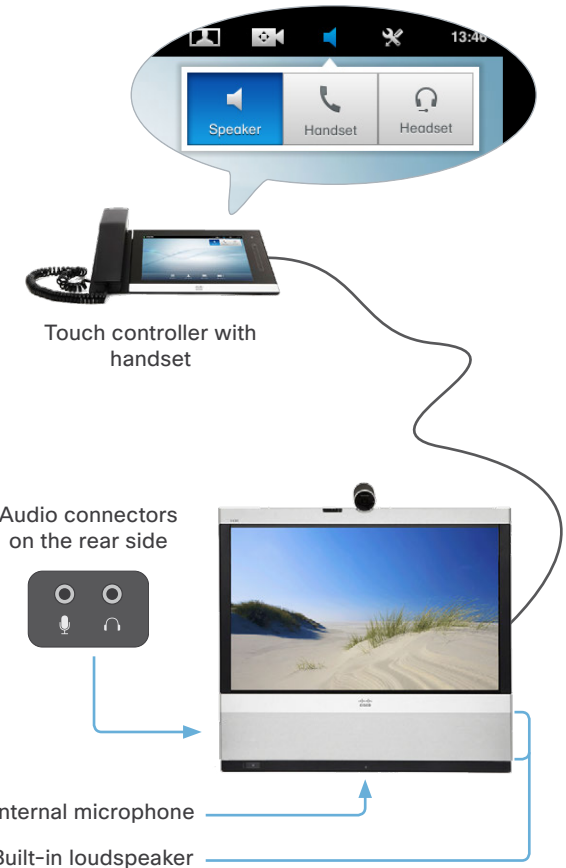 13:46
Speaker Handset Headset
Touch controller with
handset
Audio connectors
on the rear side
Internal microphone
Built-in loudspeaker